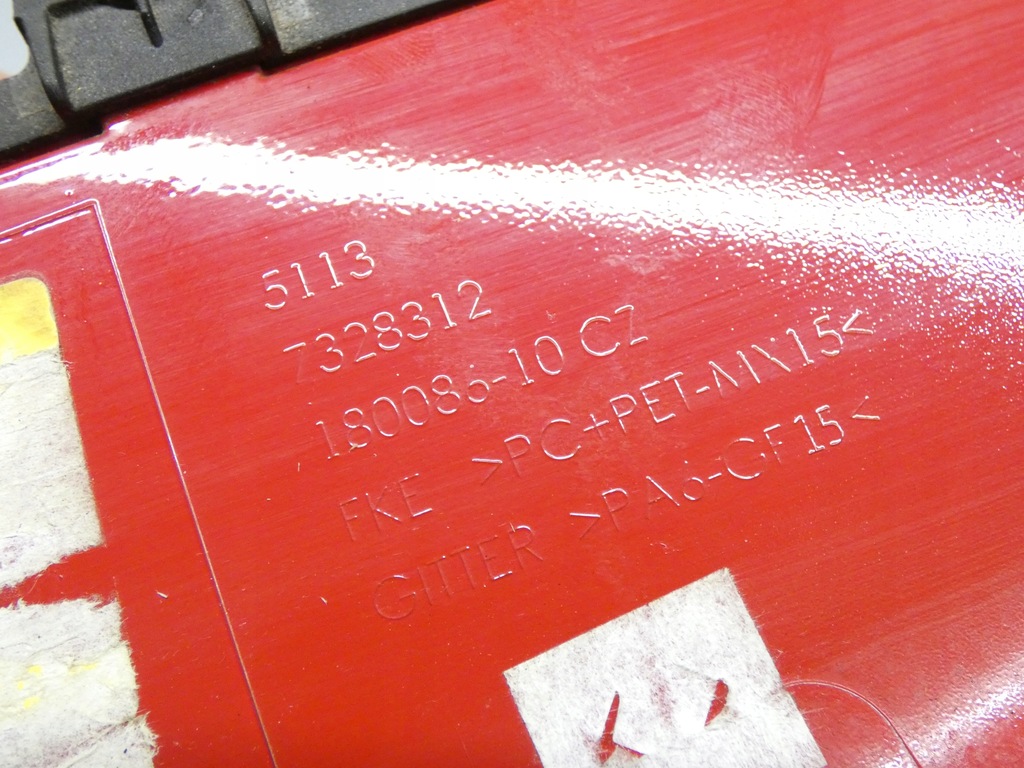 5113
7328312
180086-10 CZ
FKE >PC+PET-MX15<
GITTER >PA6-GF15<